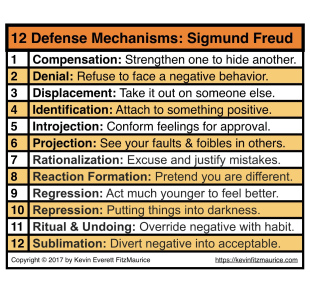 12 Defense Mechanisms: Sigmund Freud
1 Compensation: Strengthen one to hide another.
2 Denial: Refuse to face a negative behavior.
3 Displacement: Take it out on someone else.
4 Identification: Attach to something positive.
5 Introjection: Conform feelings for approval.
6 Projection: See your faults & foibles in others.
7 Rationalization: Excuse and justify mistakes.
8 Reaction Formation: Pretend you are different.
9 Regression: Act much younger to feel better.
10 Repression: Putting things into darkness.
11 Ritual & Undoing: Override negative with habit.
12 Sublimation: Divert negative into acceptable.
Copyright © 2017 by Kevin Everett FitzMaurice https://kevinfitzmaurice.com